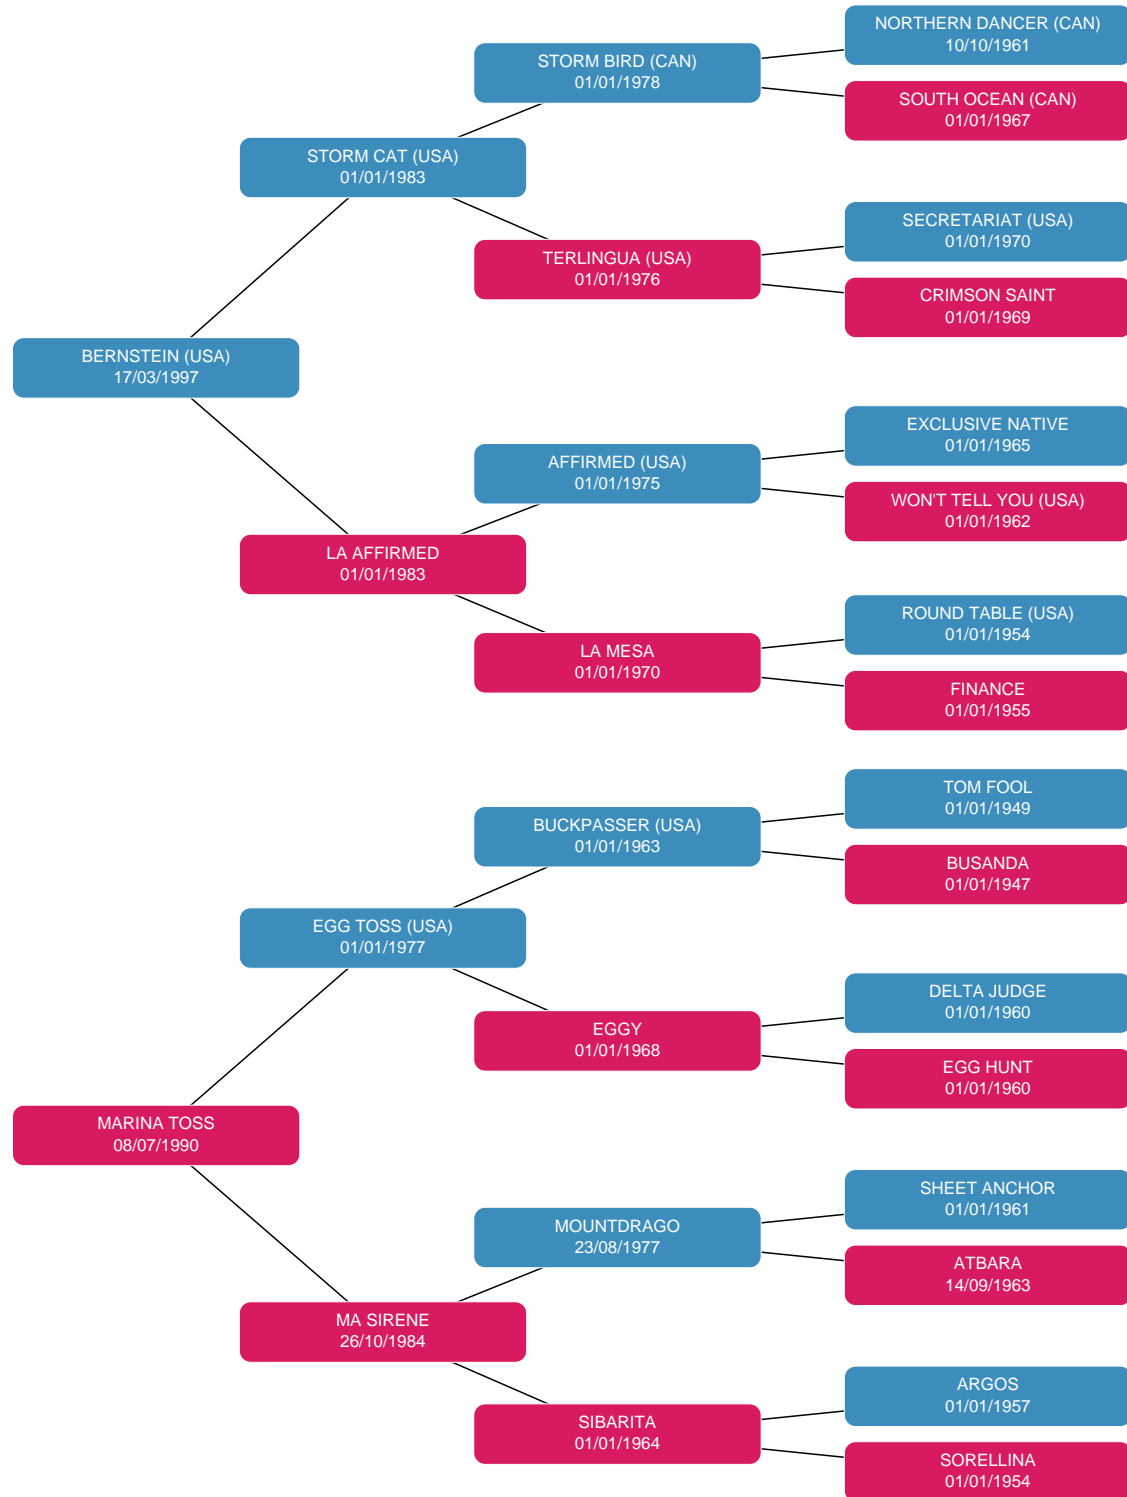 NORTHERN DANCER (CAN)
10/10/1961
STORM BIRD (CAN)
01/01/1978
SOUTH OCEAN (CAN)
01/01/1967
STORM CAT (USA)
01/01/1983
SECRETARIAT (USA)
01/01/1970
TERLINGUA (USA)
01/01/1976
CRIMSON SAINT
01/01/1969
BERNSTEIN (USA)
17/03/1997
EXCLUSIVE NATIVE
01/01/1965
AFFIRMED (USA)
01/01/1975
WON'T TELL YOU (USA)
01/01/1962
LA AFFIRMED
01/01/1983
ROUND TABLE (USA)
01/01/1954
LA MESA
01/01/1970
FINANCE
01/01/1955
TOM FOOL
01/01/1949
BUCKPASSER (USA)
01/01/1963
BUSANDA
01/01/1947
EGG TOSS (USA)
01/01/1977
DELTA JUDGE
01/01/1960
EGGY
01/01/1968
EGG HUNT
01/01/1960
MARINA TOSS
08/07/1990
SHEET ANCHOR
01/01/1961
MOUNTDRAGO
23/08/1977
ATBARA
14/09/1963
MA SIRENE
26/10/1984
ARGOS
01/01/1957
SIBARITA
01/01/1964
SORELLINA
01/01/1954